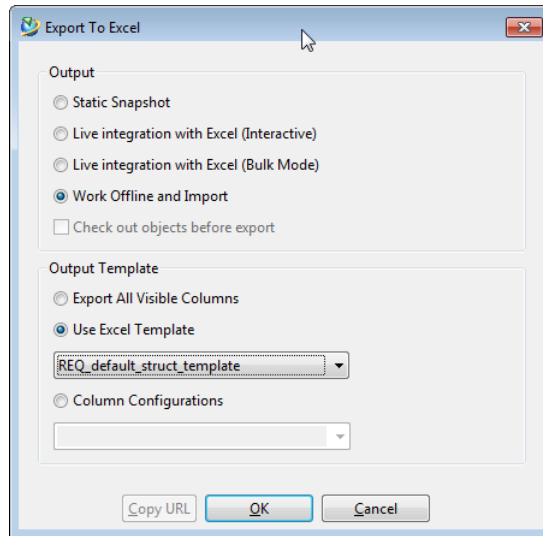 Export To Excel
Output
Static Snapshot
Live integration with Excel (Interactive)
Live integration with Excel (Bulk Mode)
Work Offline and Import
Check out objects before export
Output Template
Export All Visible Columns
Use Excel Template
REQ_default_struct_template
Column Configurations
Copy URL OK Cancel